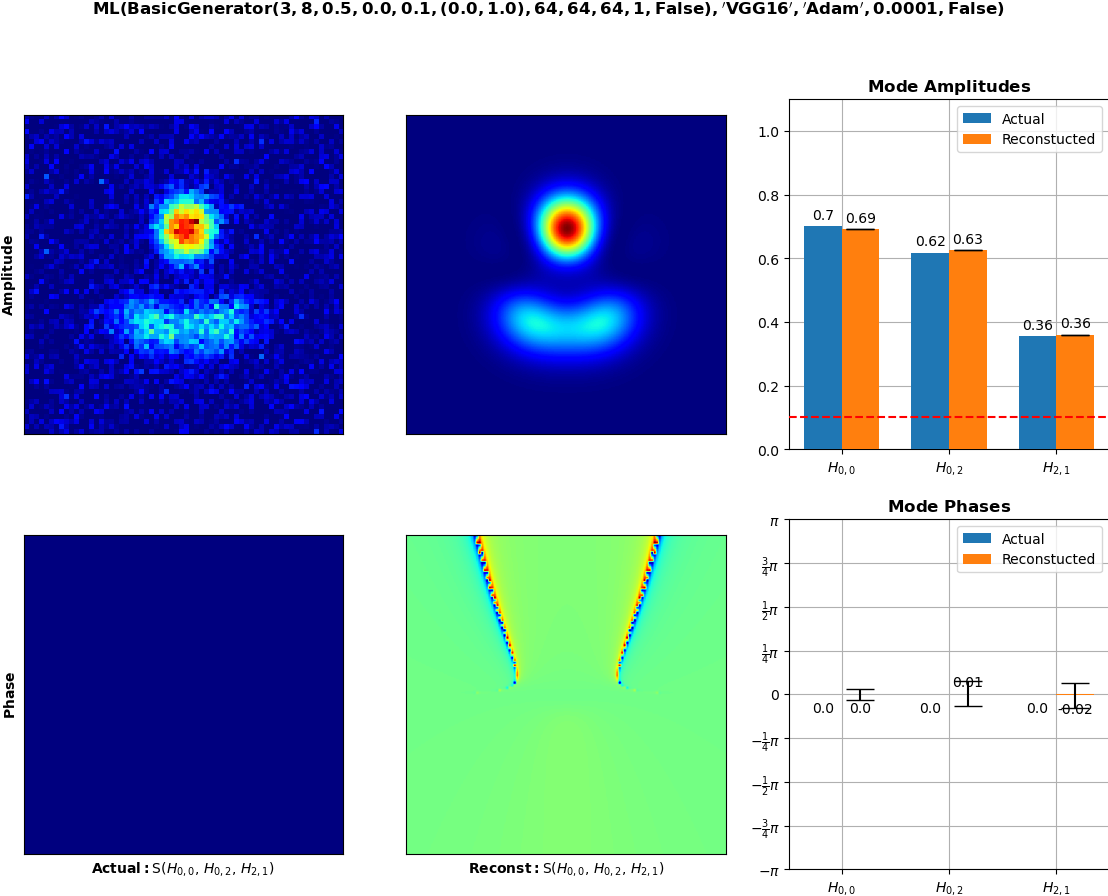 ML(BasicGenerator(3, 8, 0.5, 0.0, 0.1, (0.0, 1.0), 64, 64, 64, 1, False), ′VGG16′, ′Adam′, 0.0001, False)
Amplitude
Mode Amplitudes
Actual
Reconstucted
1.0
0.8
0.6
0.4
0.2
0.0
0.7
0.69
0.62
0.63
0.36
0.36
H0,0
H0,2
H2,1
Phase
Actual: S(H0,0, H0,2, H2,1)
Reconst: S(H0,0, H0,2, H2,1)
Mode Phases
Actual
Reconstucted
π
3/4π
1/2π
1/4π
0
−1/4π
−1/2π
−3/4π
−π
0.0
0.0
0.0
0.01
0.0
-0.02
H0,0
H0,2
H2,1